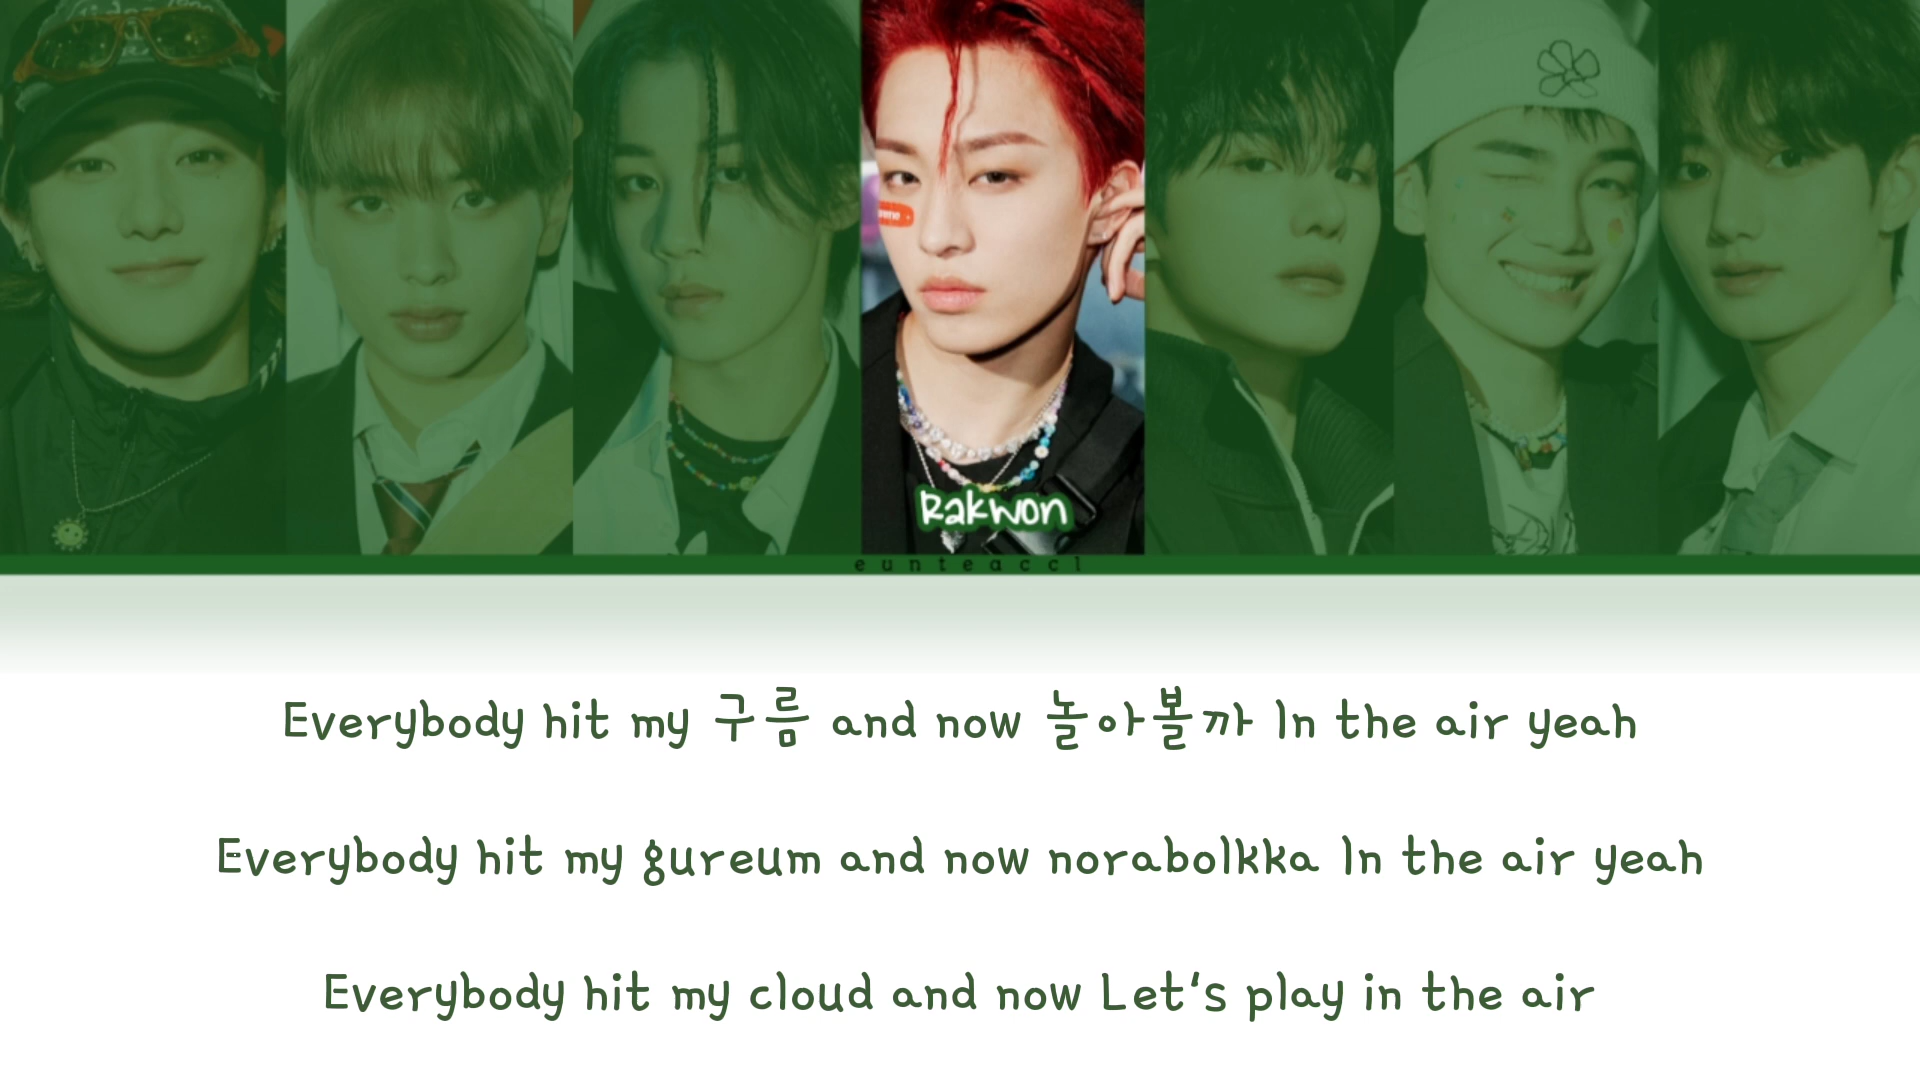 Rakwon
eunteaccl
Everybody hit my 구름 and now 놀아볼까 In the air yeah
Everybody hit my gureum and now norabolkka In the air yeah
Everybody hit my cloud and now Let's play in the air